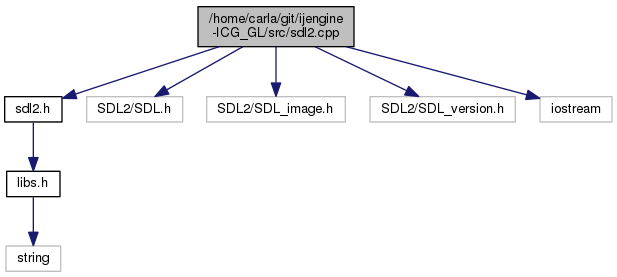 /home/carla/git/ijengine
-ICG_GL/src/sdl2.cpp
sdl2.h
SDL2/SDL.h
SDL2/SDL_image.h
SDL2/SDL_version.h
iostream
libs.h
string